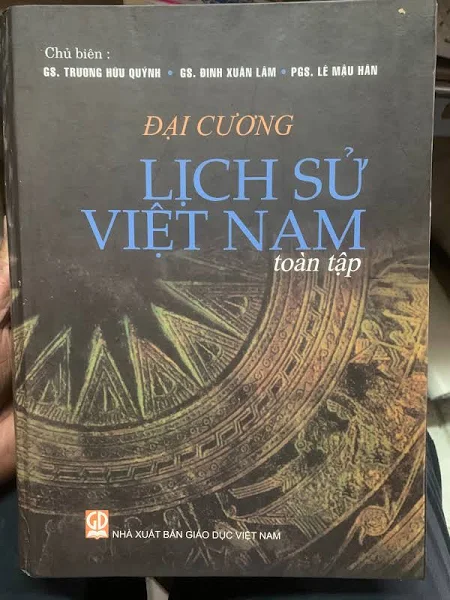 Chủ biên :
GS. TRƯƠNG HỮU QUÝNH • GS. ĐINH XUÂN LÂM • PGS. LÊ MẬU HÃN
ĐẠI CƯƠNG
LỊCH SỬ
VIỆT NAM
toàn tập
GD NHÀ XUẤT BẢN GIÁO DỤC VIỆT NAM